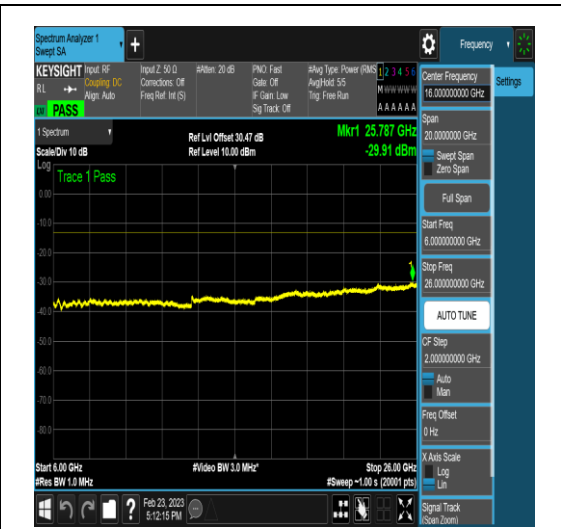 Spectrum Analyzer 1
Swept SA
+
Frequency
KEYSIGHT
RL
PASS
Input: RF
Coupling: DC
Align: Auto
Input Z: 50 Ω
Corrections: Off
Freq Ref: Int (S)
#Atten: 20 dB
PNO: Fast
Gate: Off
IF Gain: Low
Sig Track: Off
#Avg Type: Power (RMS
Avg|Hold: 5/5
Trig: Free Run
1 2 3 4 5 6
M W W W W W
A A A A A A
1 Spectrum
Scale/Div 10 dB
Ref Lvl Offset 30.47 dB
Ref Level 10.00 dBm
Mkr1 25.787 GHz
-29.91 dBm
Log
Trace 1 Pass
0.00
-10.0
-20.0
-30.0
-40.0
-50.0
-60.0
-70.0
-80.0
1
Start 6.00 GHz
#Res BW 1.0 MHz
#Video BW 3.0 MHz*
Stop 26.00 GHz
#Sweep ~1.00 s (20001 pts)
Feb 23, 2023
5:12:15 PM
?
Center Frequency
16.000000000 GHz
Settings
Span
20.0000000 GHz
Swept Span
Zero Span
Full Span
Start Freq
6.000000000 GHz
Stop Freq
26.000000000 GHz
AUTO TUNE
CF Step
2.000000000 GHz
Auto
Man
Freq Offset
0 Hz
X Axis Scale
Log
Lin
Signal Track
(Span Zoom)